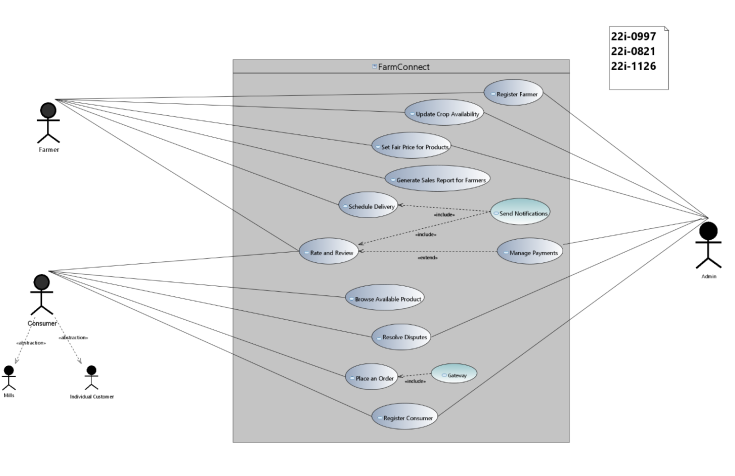 22i-0997
22i-0821
22i-1126
FarmConnect
Register Farmer
Update Crop Availability
Farmer
Set Fair Price for Products
Generate Sales Report for Farmers
Schedule Delivery
«include»
Send Notifications
«include»
Rate and Review
«extend»
Manage Payments
Admin
Browse Available Product
Consumer
Resolve Disputes
«abstraction»
«abstraction»
Place an Order
«include»
Gateway
Mills
Individual Customer
Register Consumer